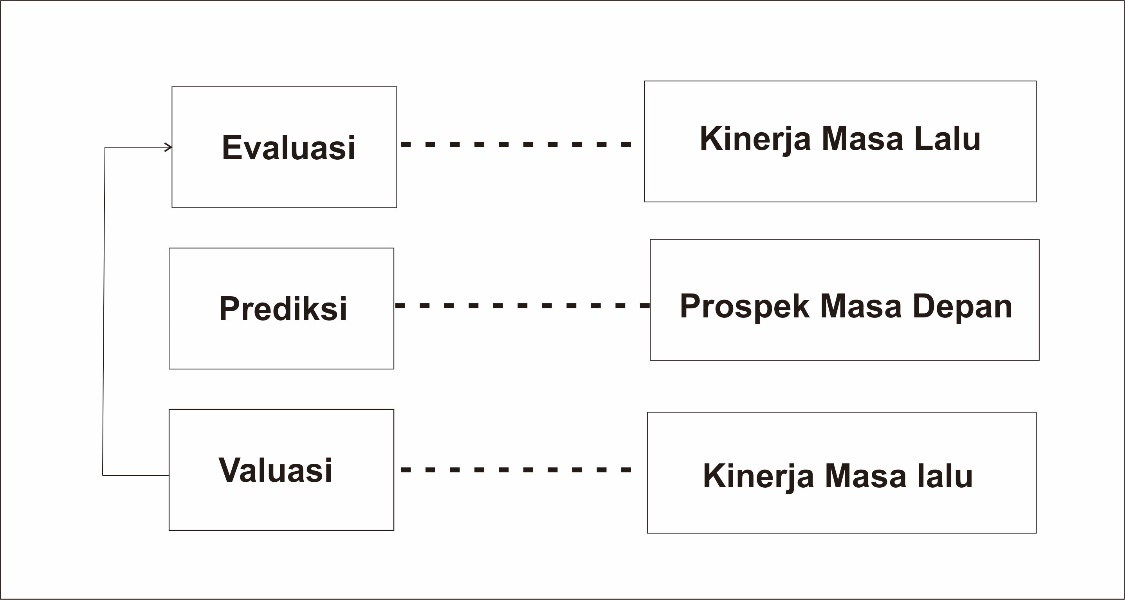 Evaluasi
Kinerja Masa Lalu
Prediksi
Prospek Masa Depan
Valuasi
Kinerja Masa lalu